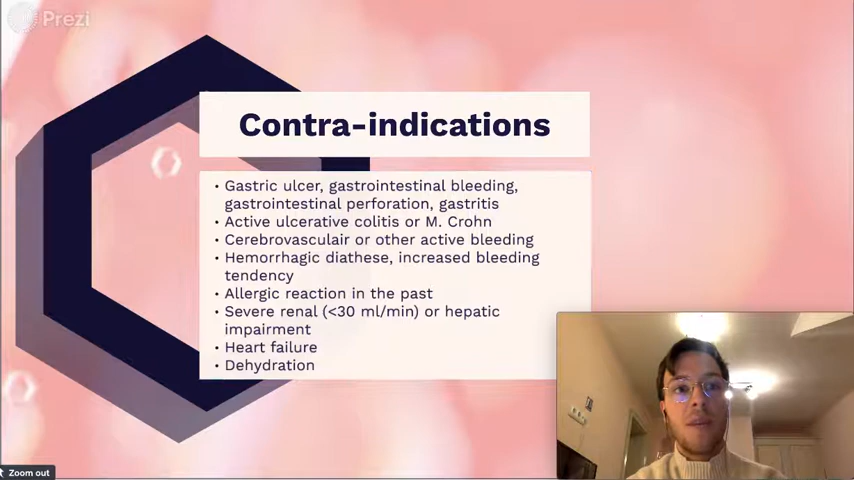 Prezi
Contra-indications
• Gastric ulcer, gastrointestinal bleeding,
gastrointestinal perforation, gastritis
• Active ulcerative colitis or M. Crohn
• Cerebrovasculair or other active bleeding
• Hemorrhagic diathese, increased bleeding
tendency
• Allergic reaction in the past
• Severe renal (<30 ml/min) or hepatic
impairment
• Heart failure
• Dehydration
Zoom out